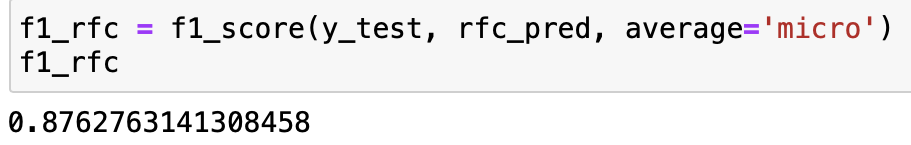 f1_rfc = f1_score(y_test, rfc_pred, average='micro')
f1_rfc
0.8762763141308458